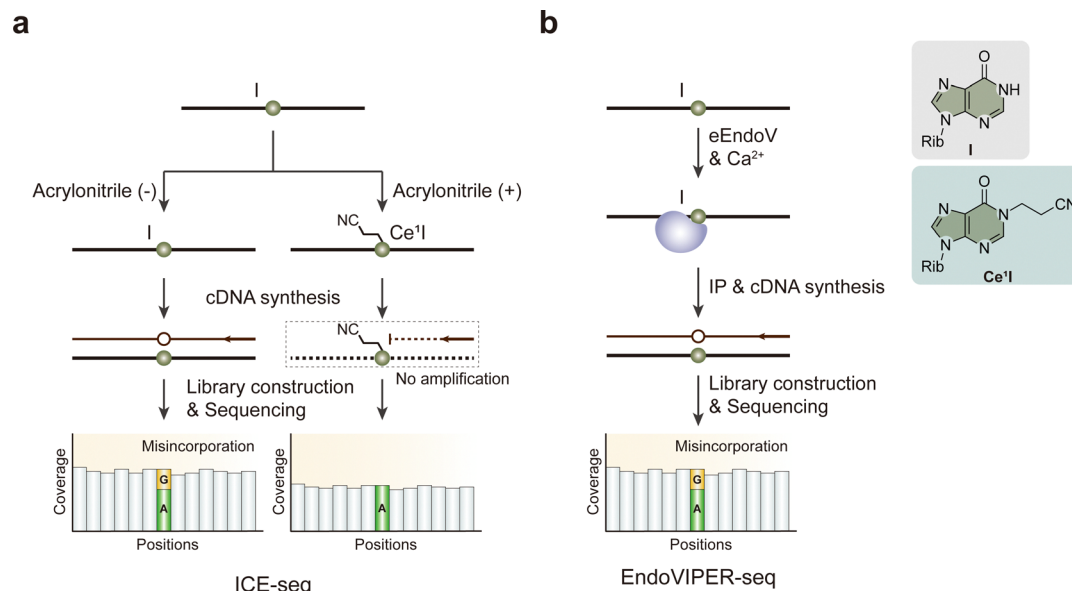 a
I
Acrylonitrile (-)
Acrylonitrile (+)
I
NC
Ce¹I
cDNA synthesis
NC
No amplification
Library construction
& Sequencing
Coverage
Misincorporation
G
A
Positions
Coverage
A
Positions
ICE-seq
b
I
eEndoV
& Ca²⁺
I
IP & cDNA synthesis
Library construction
& Sequencing
Coverage
Misincorporation
G
A
Positions
EndoVIPER-seq
O
N
NH
N
N
Rib
I
O
N
N
CN
N
N
Rib
Ce¹I